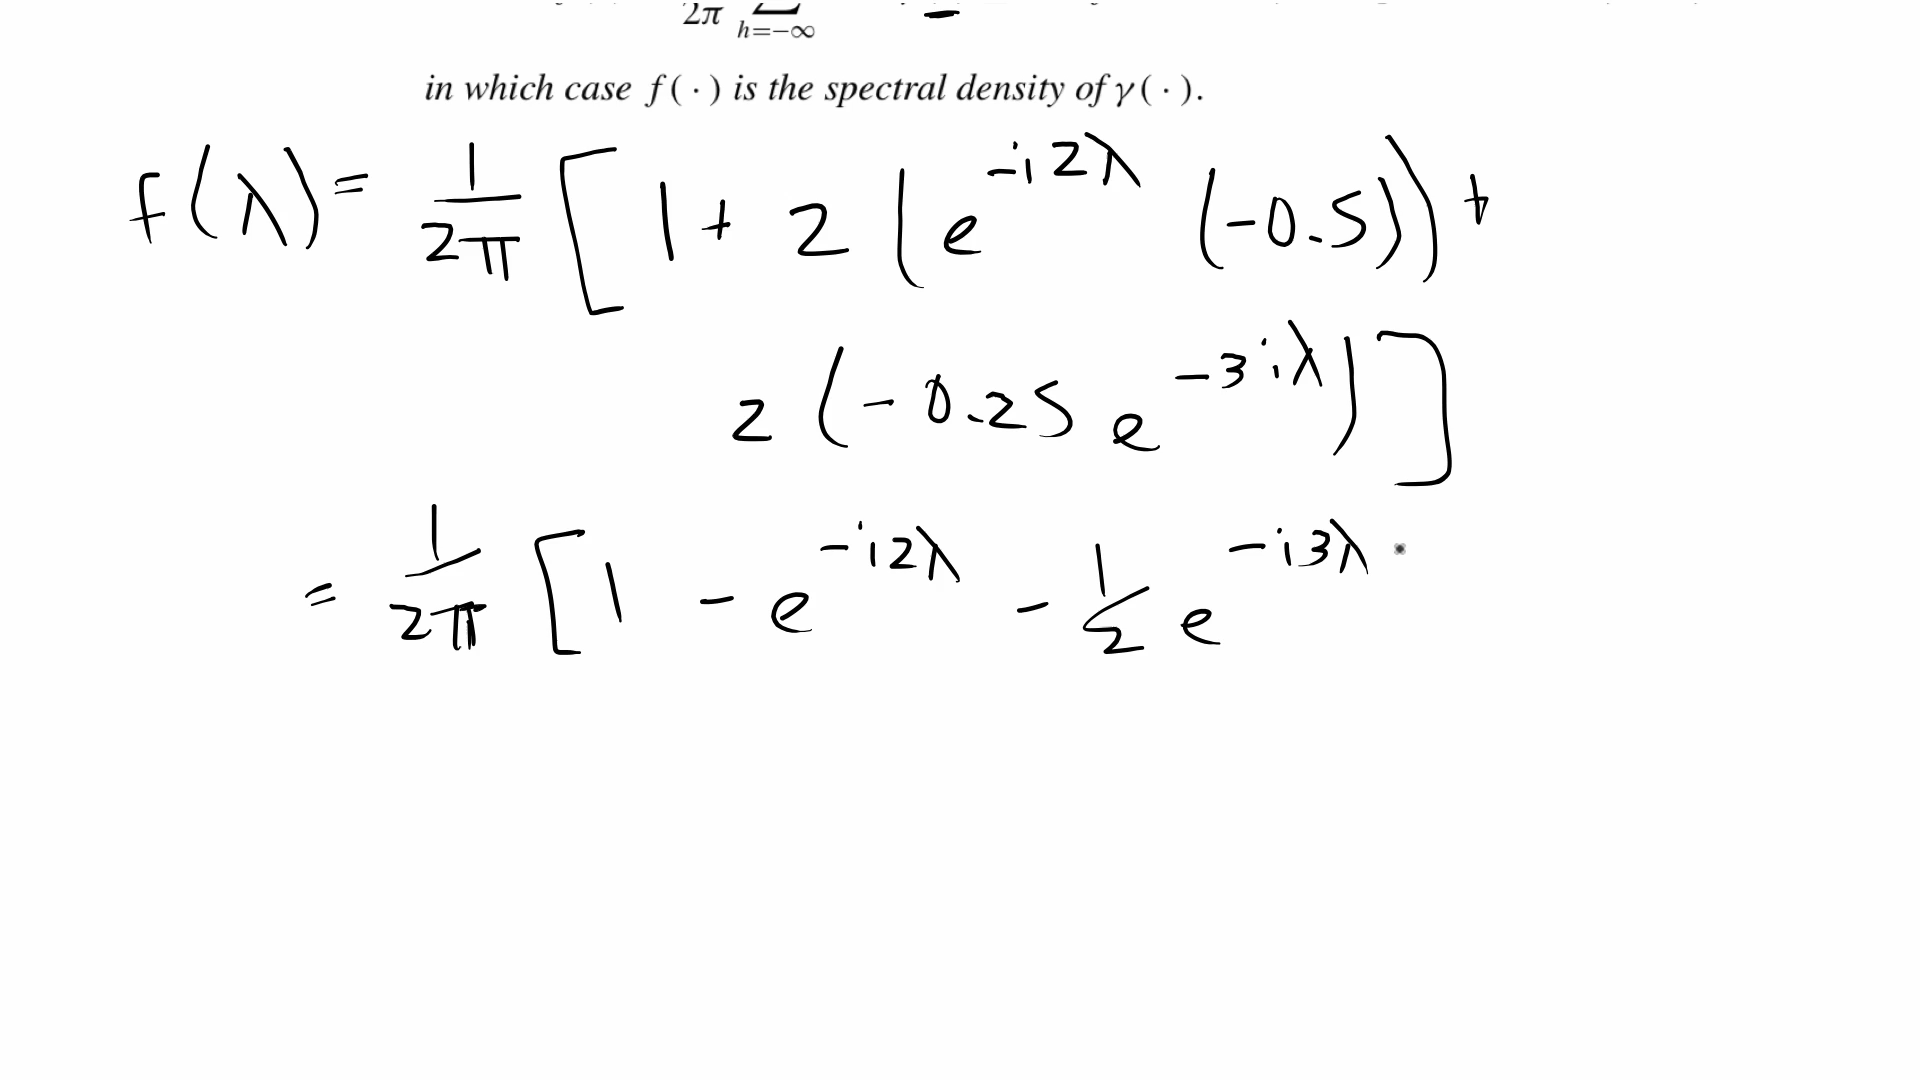 2π h=−∞
in which case f(·) is the spectral density of γ(·).
f(λ) = 1/2π [ 1 + 2 ( e^{-i2λ} (-0.5)) +
2 (-0.25 e^{-3iλ}) ]
= 1/2π [ 1 - e^{-i2λ} - 1/2 e^{-i3λ}